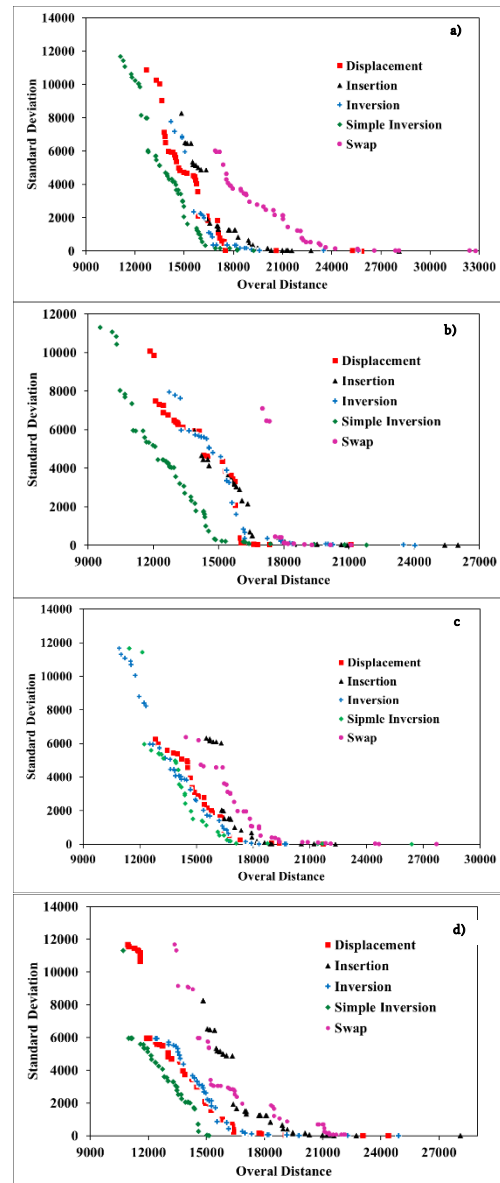 a)
14000
12000
10000
8000
6000
4000
2000
0
Standard Deviation
Displacement
Insertion
Inversion
Simple Inversion
Swap
9000 12000 15000 18000 21000 24000 27000 30000 33000
Overal Distance
b)
12000
10000
8000
6000
4000
2000
0
Standard Deviation
Displacement
Insertion
Inversion
Simple Inversion
Swap
9000 12000 15000 18000 21000 24000 27000
Overal Distance
c
14000
12000
10000
8000
6000
4000
2000
0
Standard Deviation
Displacement
Insertion
Inversion
Sipmle Inversion
Swap
9000 12000 15000 18000 21000 24000 27000 30000
Overal Distance
d)
14000
12000
10000
8000
6000
4000
2000
0
Standard Deviation
Displacement
Insertion
Inversion
Simple Inversion
Swap
9000 12000 15000 18000 21000 24000 27000
Overal Distance